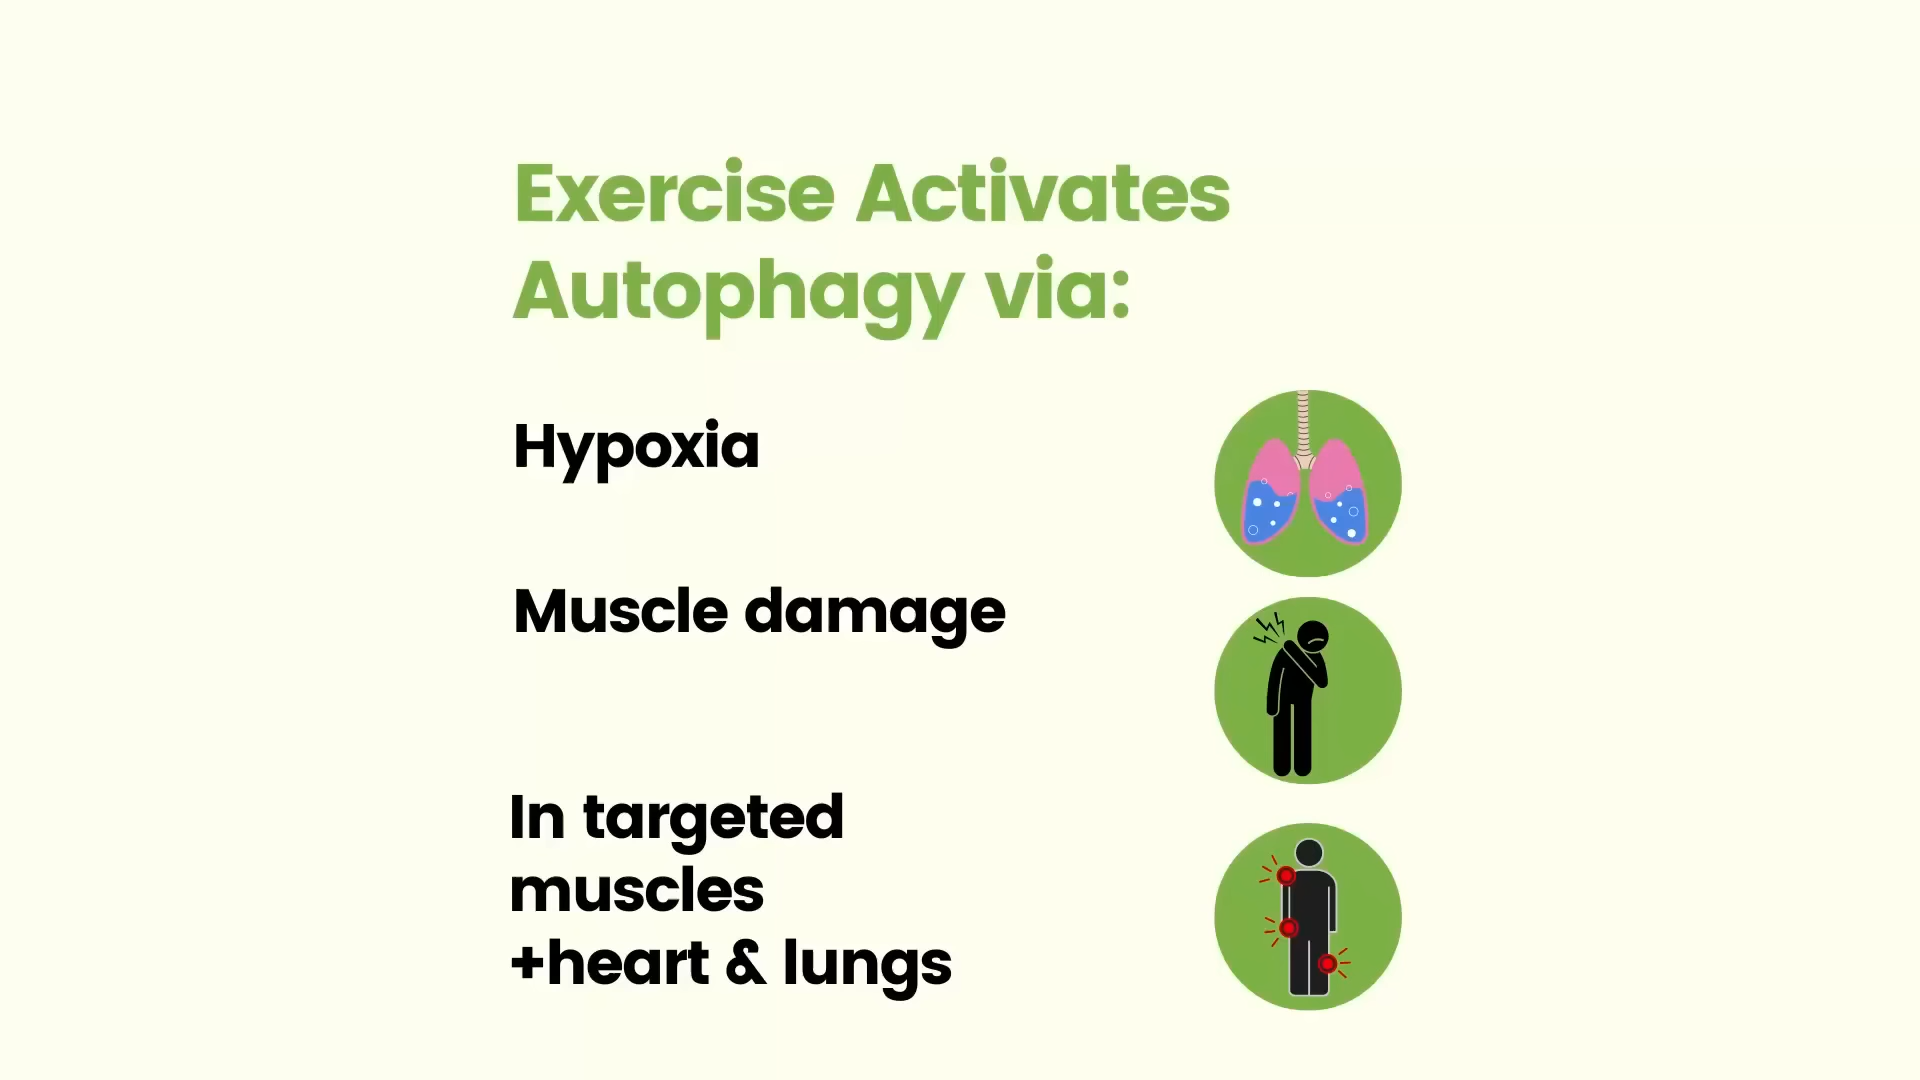 Exercise Activates
Autophagy via:
Hypoxia
Muscle damage
In targeted
muscles
+heart & lungs